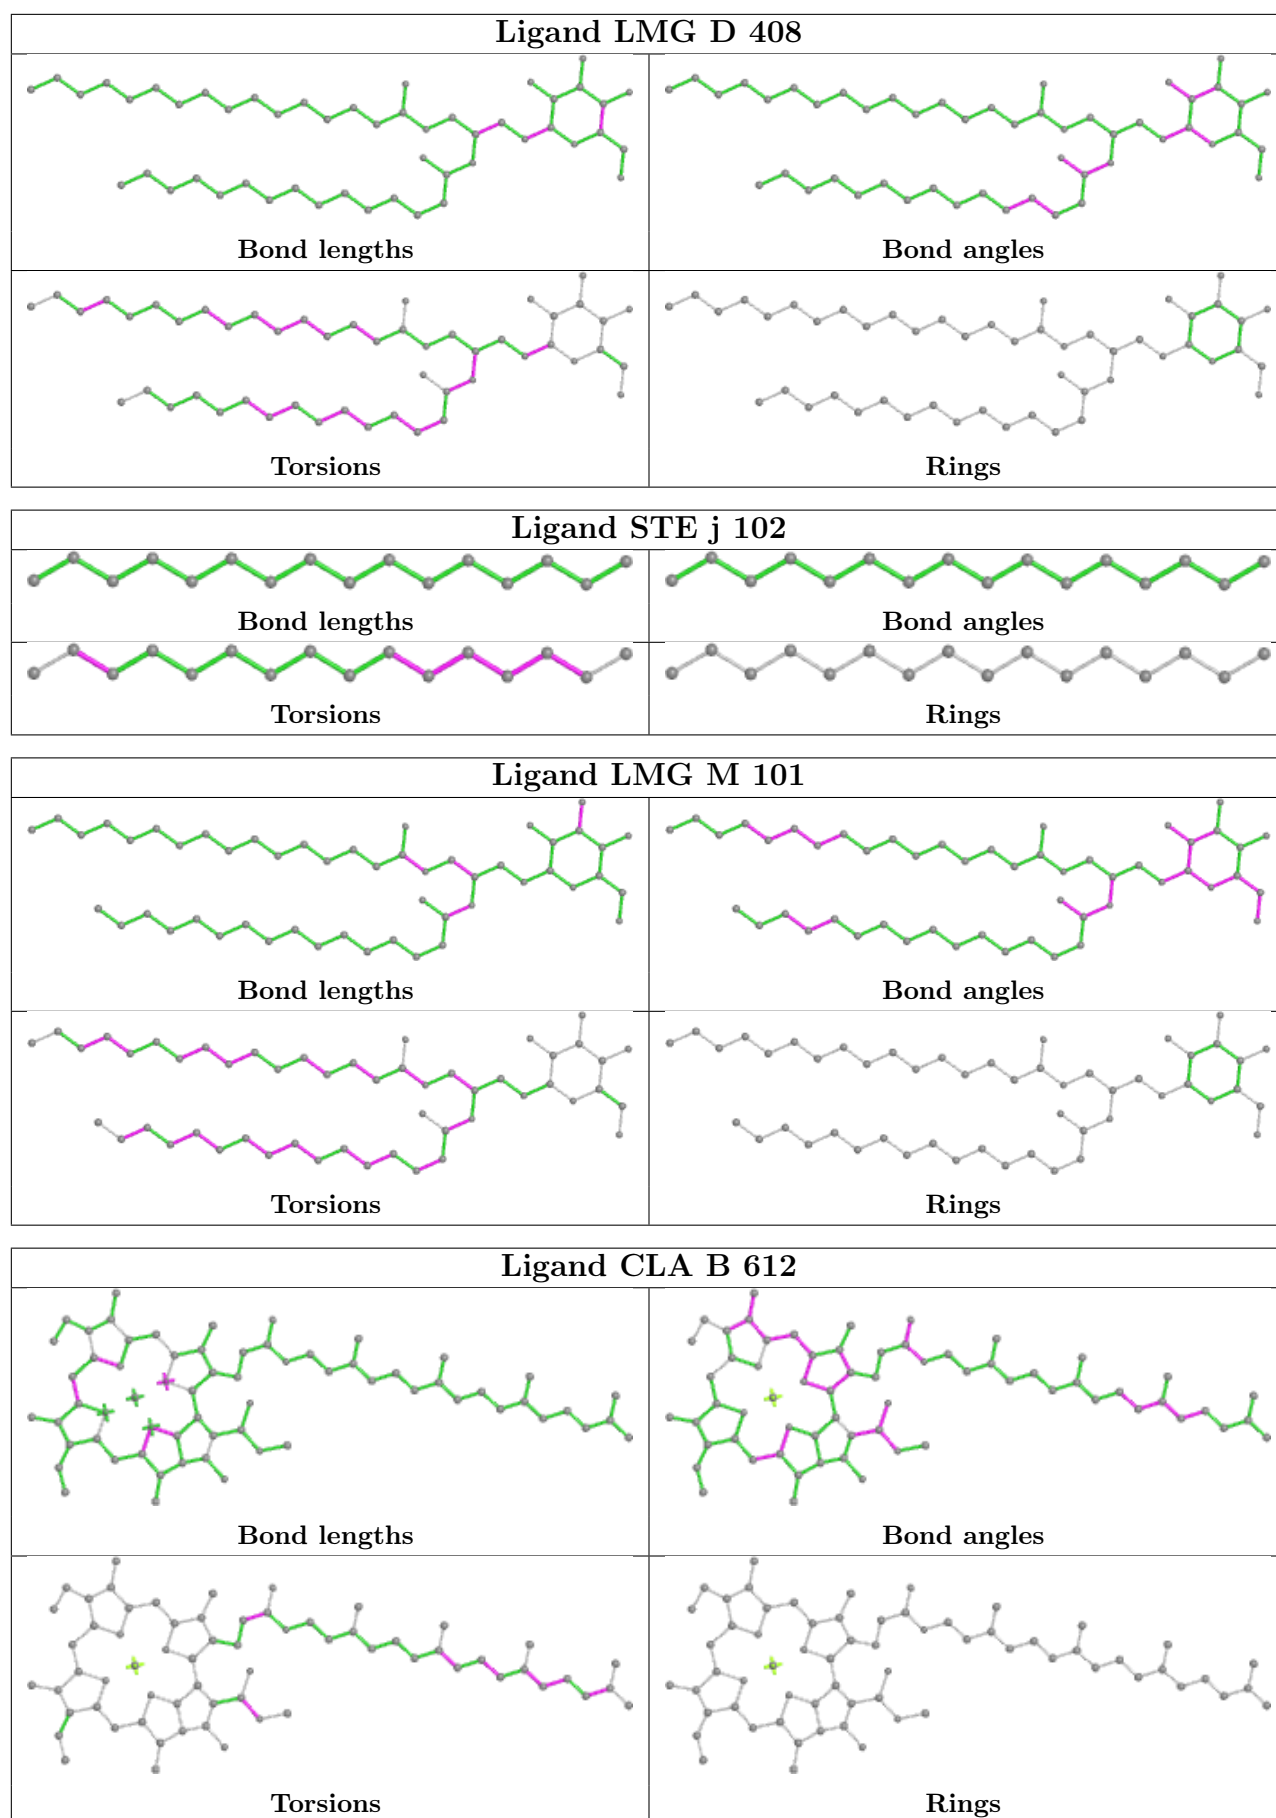 Ligand LMG D 408
Bond lengths
Bond angles
Torsions
Rings
Ligand STE j 102
Bond lengths
Bond angles
Torsions
Rings
Ligand LMG M 101
Bond lengths
Bond angles
Torsions
Rings
Ligand CLA B 612
Bond lengths
Bond angles
Torsions
Rings